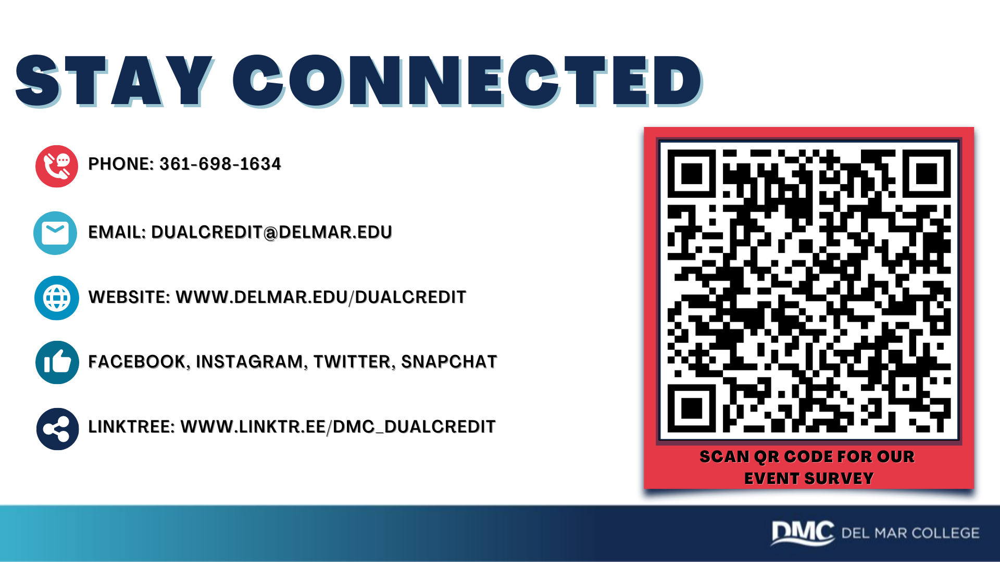 STAY CONNECTED
PHONE: 361-698-1634
EMAIL: DUALCREDIT@DELMAR.EDU
WEBSITE: WWW.DELMAR.EDU/DUALCREDIT
FACEBOOK, INSTAGRAM, TWITTER, SNAPCHAT
LINKTREE: WWW.LINKTR.EE/DMC_DUALCREDIT
SCAN QR CODE FOR OUR
EVENT SURVEY
DMC DEL MAR COLLEGE